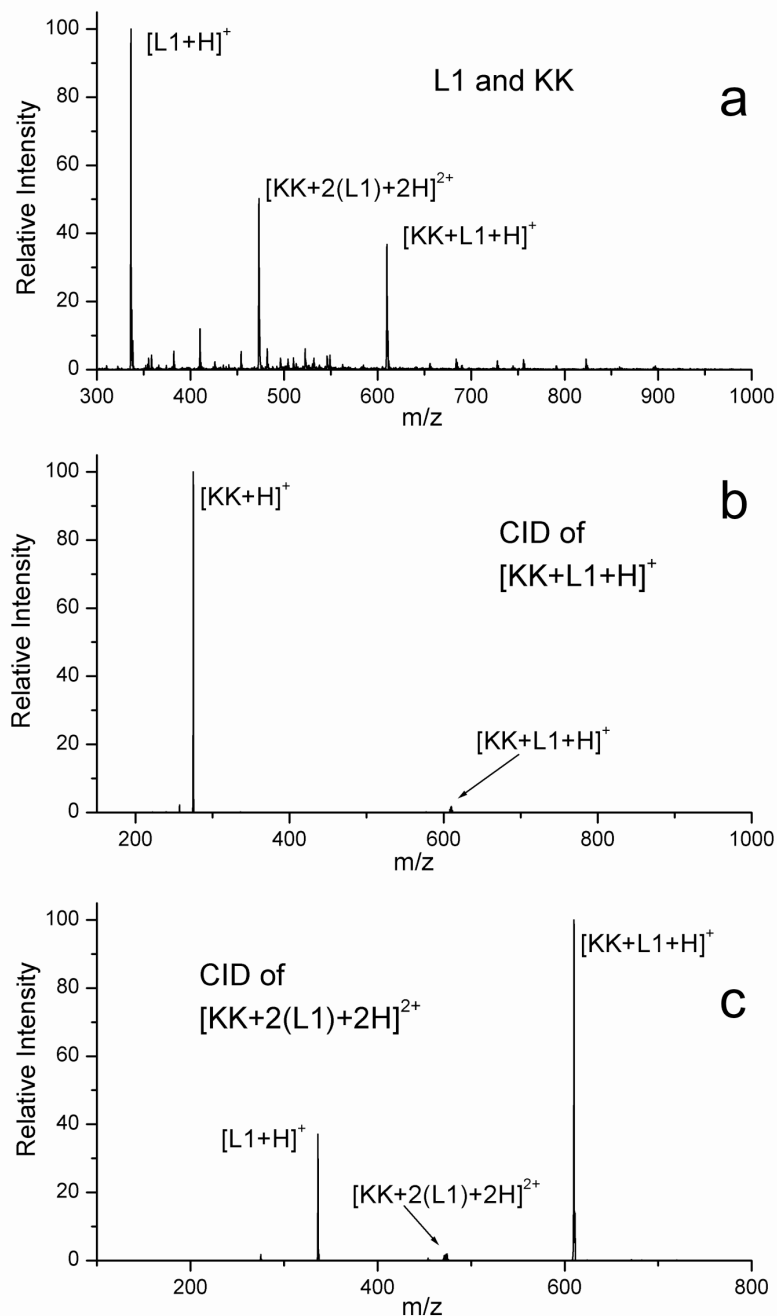 [L1+H]+
L1 and KK
a
[KK+2(L1)+2H]2+
[KK+L1+H]+
Relative Intensity
100
80
60
40
20
0
300 400 500 600 700 800 900 1000
m/z
[KK+H]+
b
CID of
[KK+L1+H]+
[KK+L1+H]+
Relative Intensity
100
80
60
40
20
0
200 400 600 800 1000
m/z
[KK+L1+H]+
CID of
[KK+2(L1)+2H]2+
c
[L1+H]+
[KK+2(L1)+2H]2+
Relative Intensity
100
80
60
40
20
0
200 400 600 800
m/z